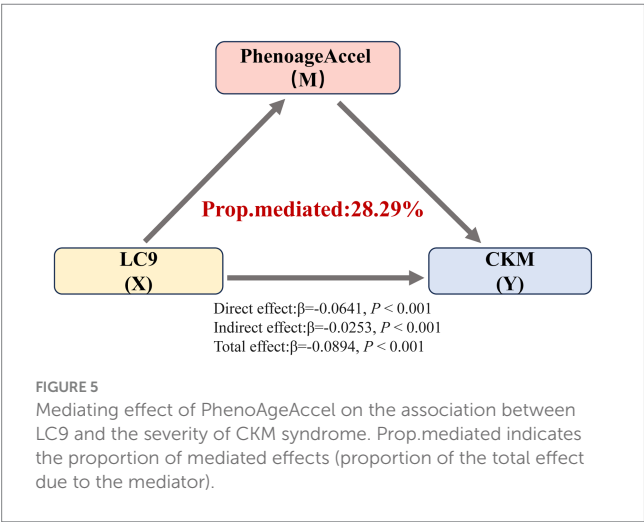 PhenoageAccel
(M)
Prop.mediated:28.29%
LC9
(X)
CKM
(Y)
Direct effect:β=-0.0641, P < 0.001
Indirect effect:β=-0.0253, P < 0.001
Total effect:β=-0.0894, P < 0.001
FIGURE 5
Mediating effect of PhenoAgeAccel on the association between
LC9 and the severity of CKM syndrome. Prop.mediated indicates
the proportion of mediated effects (proportion of the total effect
due to the mediator).